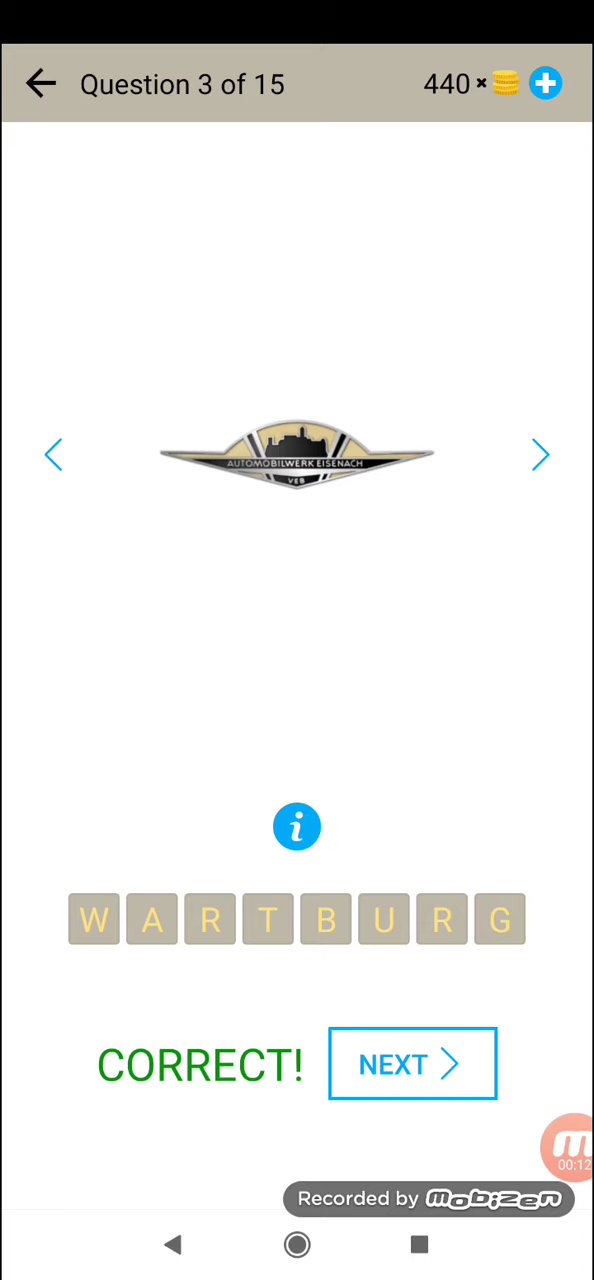 Question 3 of 15
440 ×
AUTOMOBILWERK EISENACH
VEB
i
W A R T B U R G
CORRECT!
NEXT
m
00:12
Recorded by mobizen